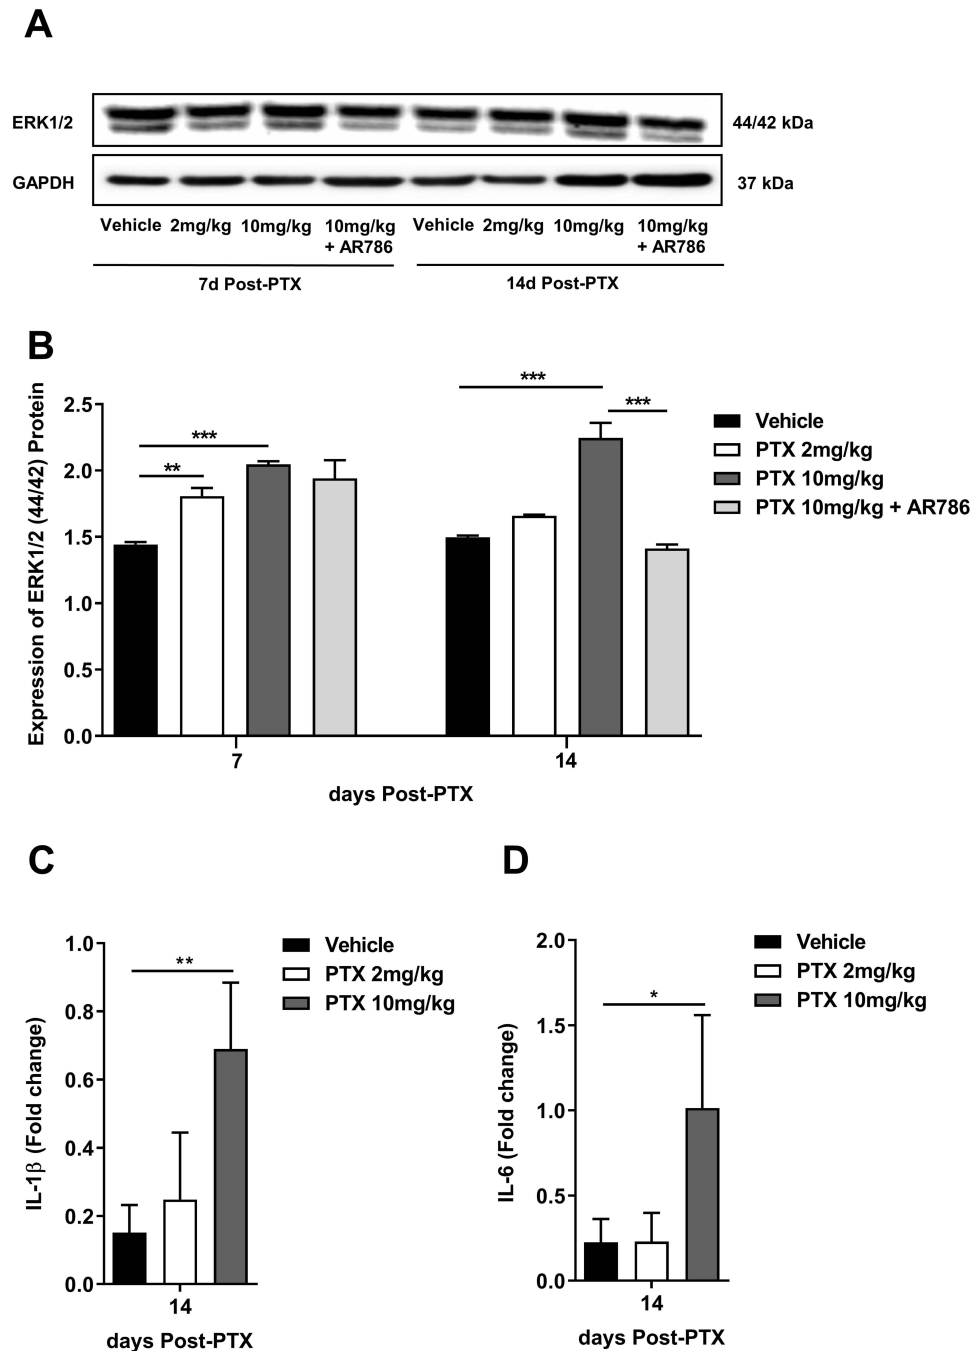 A
ERK1/2
44/42 kDa
GAPDH
37 kDa
Vehicle 2mg/kg 10mg/kg 10mg/kg Vehicle 2mg/kg 10mg/kg 10mg/kg
+ AR786 + AR786
7d Post-PTX 14d Post-PTX
B
Expression of ERK1/2 (44/42) Protein
2.5
2.0
1.5
1.0
0.5
0.0
**
***
***
***
7
14
days Post-PTX
Vehicle
PTX 2mg/kg
PTX 10mg/kg
PTX 10mg/kg + AR786
C
IL-1β (Fold change)
1.0
0.8
0.6
0.4
0.2
0.0
**
14
days Post-PTX
Vehicle
PTX 2mg/kg
PTX 10mg/kg
D
IL-6 (Fold change)
2.0
1.5
1.0
0.5
0.0
*
14
days Post-PTX
Vehicle
PTX 2mg/kg
PTX 10mg/kg